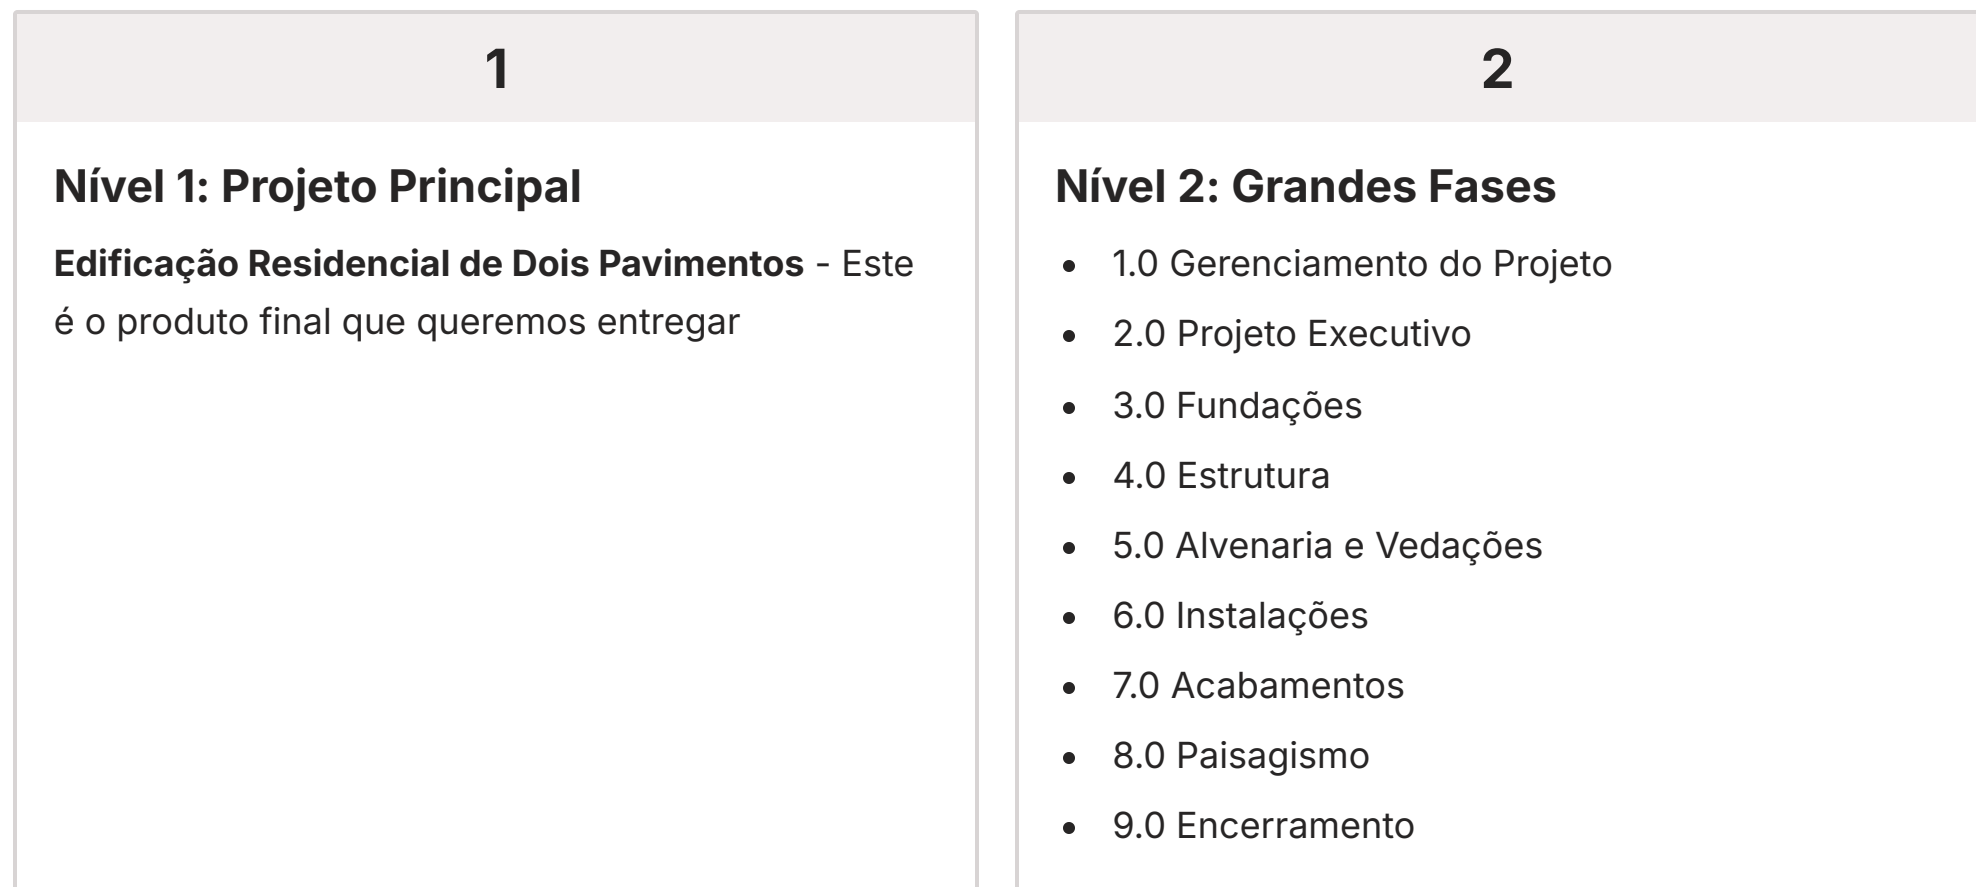 1
Nível 1: Projeto Principal
Edificação Residencial de Dois Pavimentos - Este
é o produto final que queremos entregar
2
Nível 2: Grandes Fases
• 1.0 Gerenciamento do Projeto
• 2.0 Projeto Executivo
• 3.0 Fundações
• 4.0 Estrutura
• 5.0 Alvenaria e Vedações
• 6.0 Instalações
• 7.0 Acabamentos
• 8.0 Paisagismo
• 9.0 Encerramento